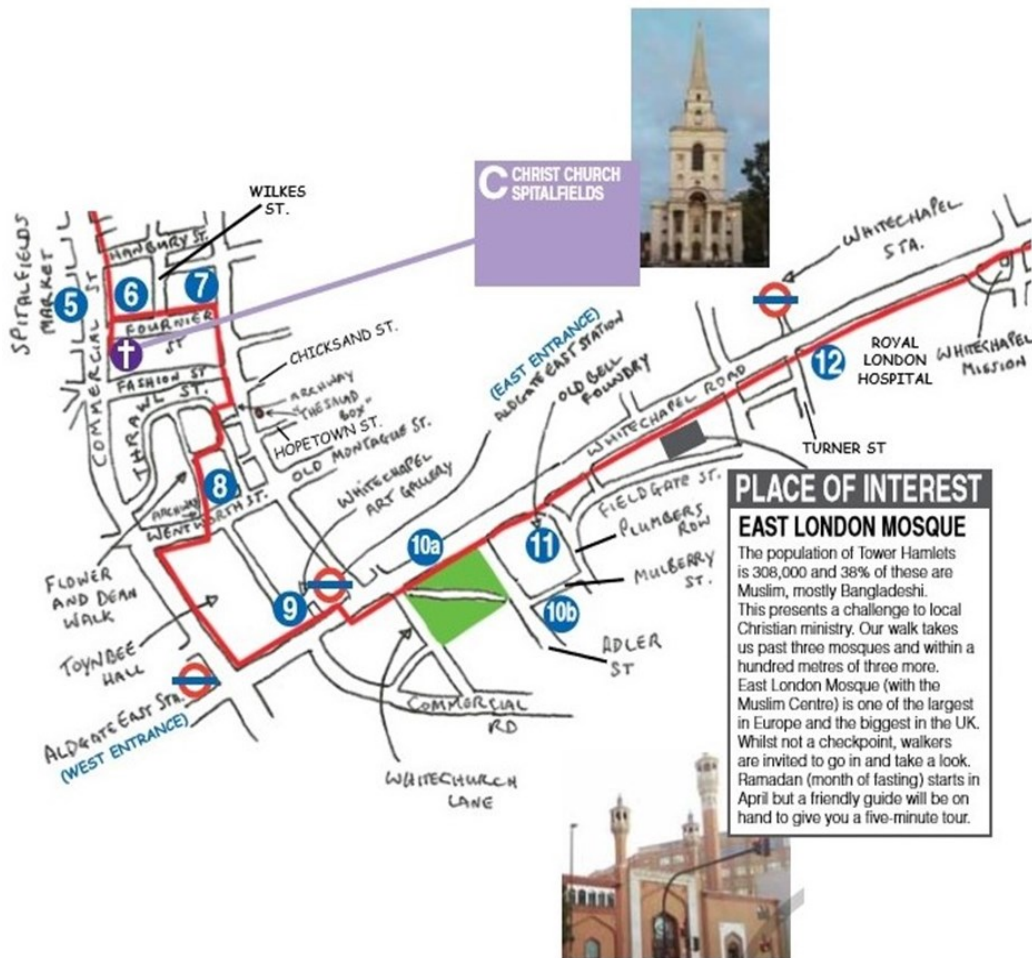 C CHRIST CHURCH
SPITALFIELDS
WILKES
ST.
SPITALFIELDS
MARKET
COMMERCIAL ST
HANBURY ST.
5
6
7
FOURNIER
ST
FASHION ST
THRAWL ST.
CHICKSAND ST.
ARCHWAY
"THE SALAD
BOX"
HOPETOWN ST.
OLD MONTAGUE ST.
8
ARCHWAY
WENTWORTH ST.
WHITECHAPEL
ART GALLERY
FLOWER
AND DEAN
WALK
TOYNBEE
HALL
9
ALDGATE EAST STA.
(WEST ENTRANCE)
(EAST ENTRANCE)
ALDGATE EAST STATION
OLD BELL
FOUNDRY
10a
WHITECHAPEL ROAD
WHITECHAPEL
STA.
12
ROYAL
LONDON
HOSPITAL
WHITECHAPEL
MISSION
TURNER ST
FIELDGATE ST.
11
PLUMBERS
ROW
MULBERRY
ST.
10b
ADLER
ST
COMMERCIAL
RD
WHITECHURCH
LANE
PLACE OF INTEREST
EAST LONDON MOSQUE
The population of Tower Hamlets
is 308,000 and 38% of these are
Muslim, mostly Bangladeshi.
This presents a challenge to local
Christian ministry. Our walk takes
us past three mosques and within a
hundred metres of three more.
East London Mosque (with the
Muslim Centre) is one of the largest
in Europe and the biggest in the UK.
Whilst not a checkpoint, walkers
are invited to go in and take a look.
Ramadan (month of fasting) starts in
April but a friendly guide will be on
hand to give you a five-minute tour.